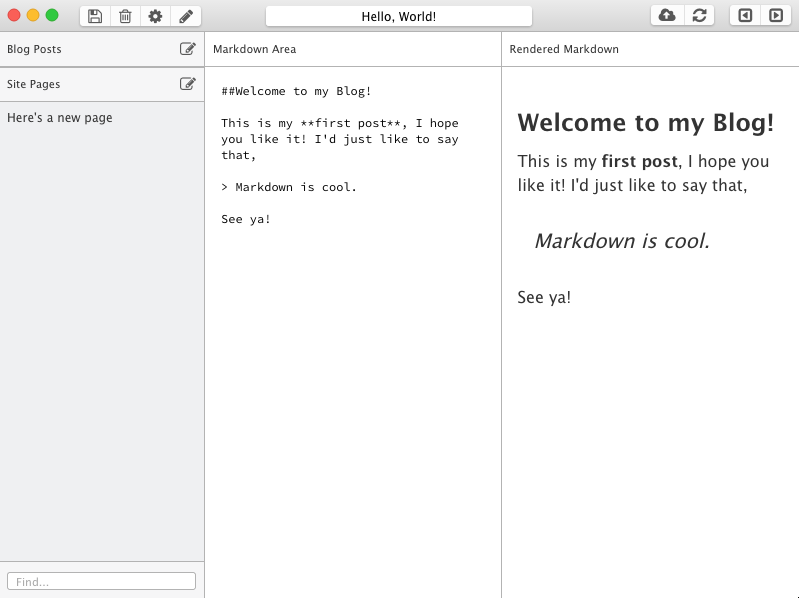 Hello, World!
Blog Posts
Site Pages
Here's a new page
Find...
Markdown Area
##Welcome to my Blog!
This is my **first post**, I hope
you like it! I'd just like to say
that,
> Markdown is cool.
See ya!
Rendered Markdown
Welcome to my Blog!
This is my first post, I hope you
like it! I'd just like to say that,
Markdown is cool.
See ya!